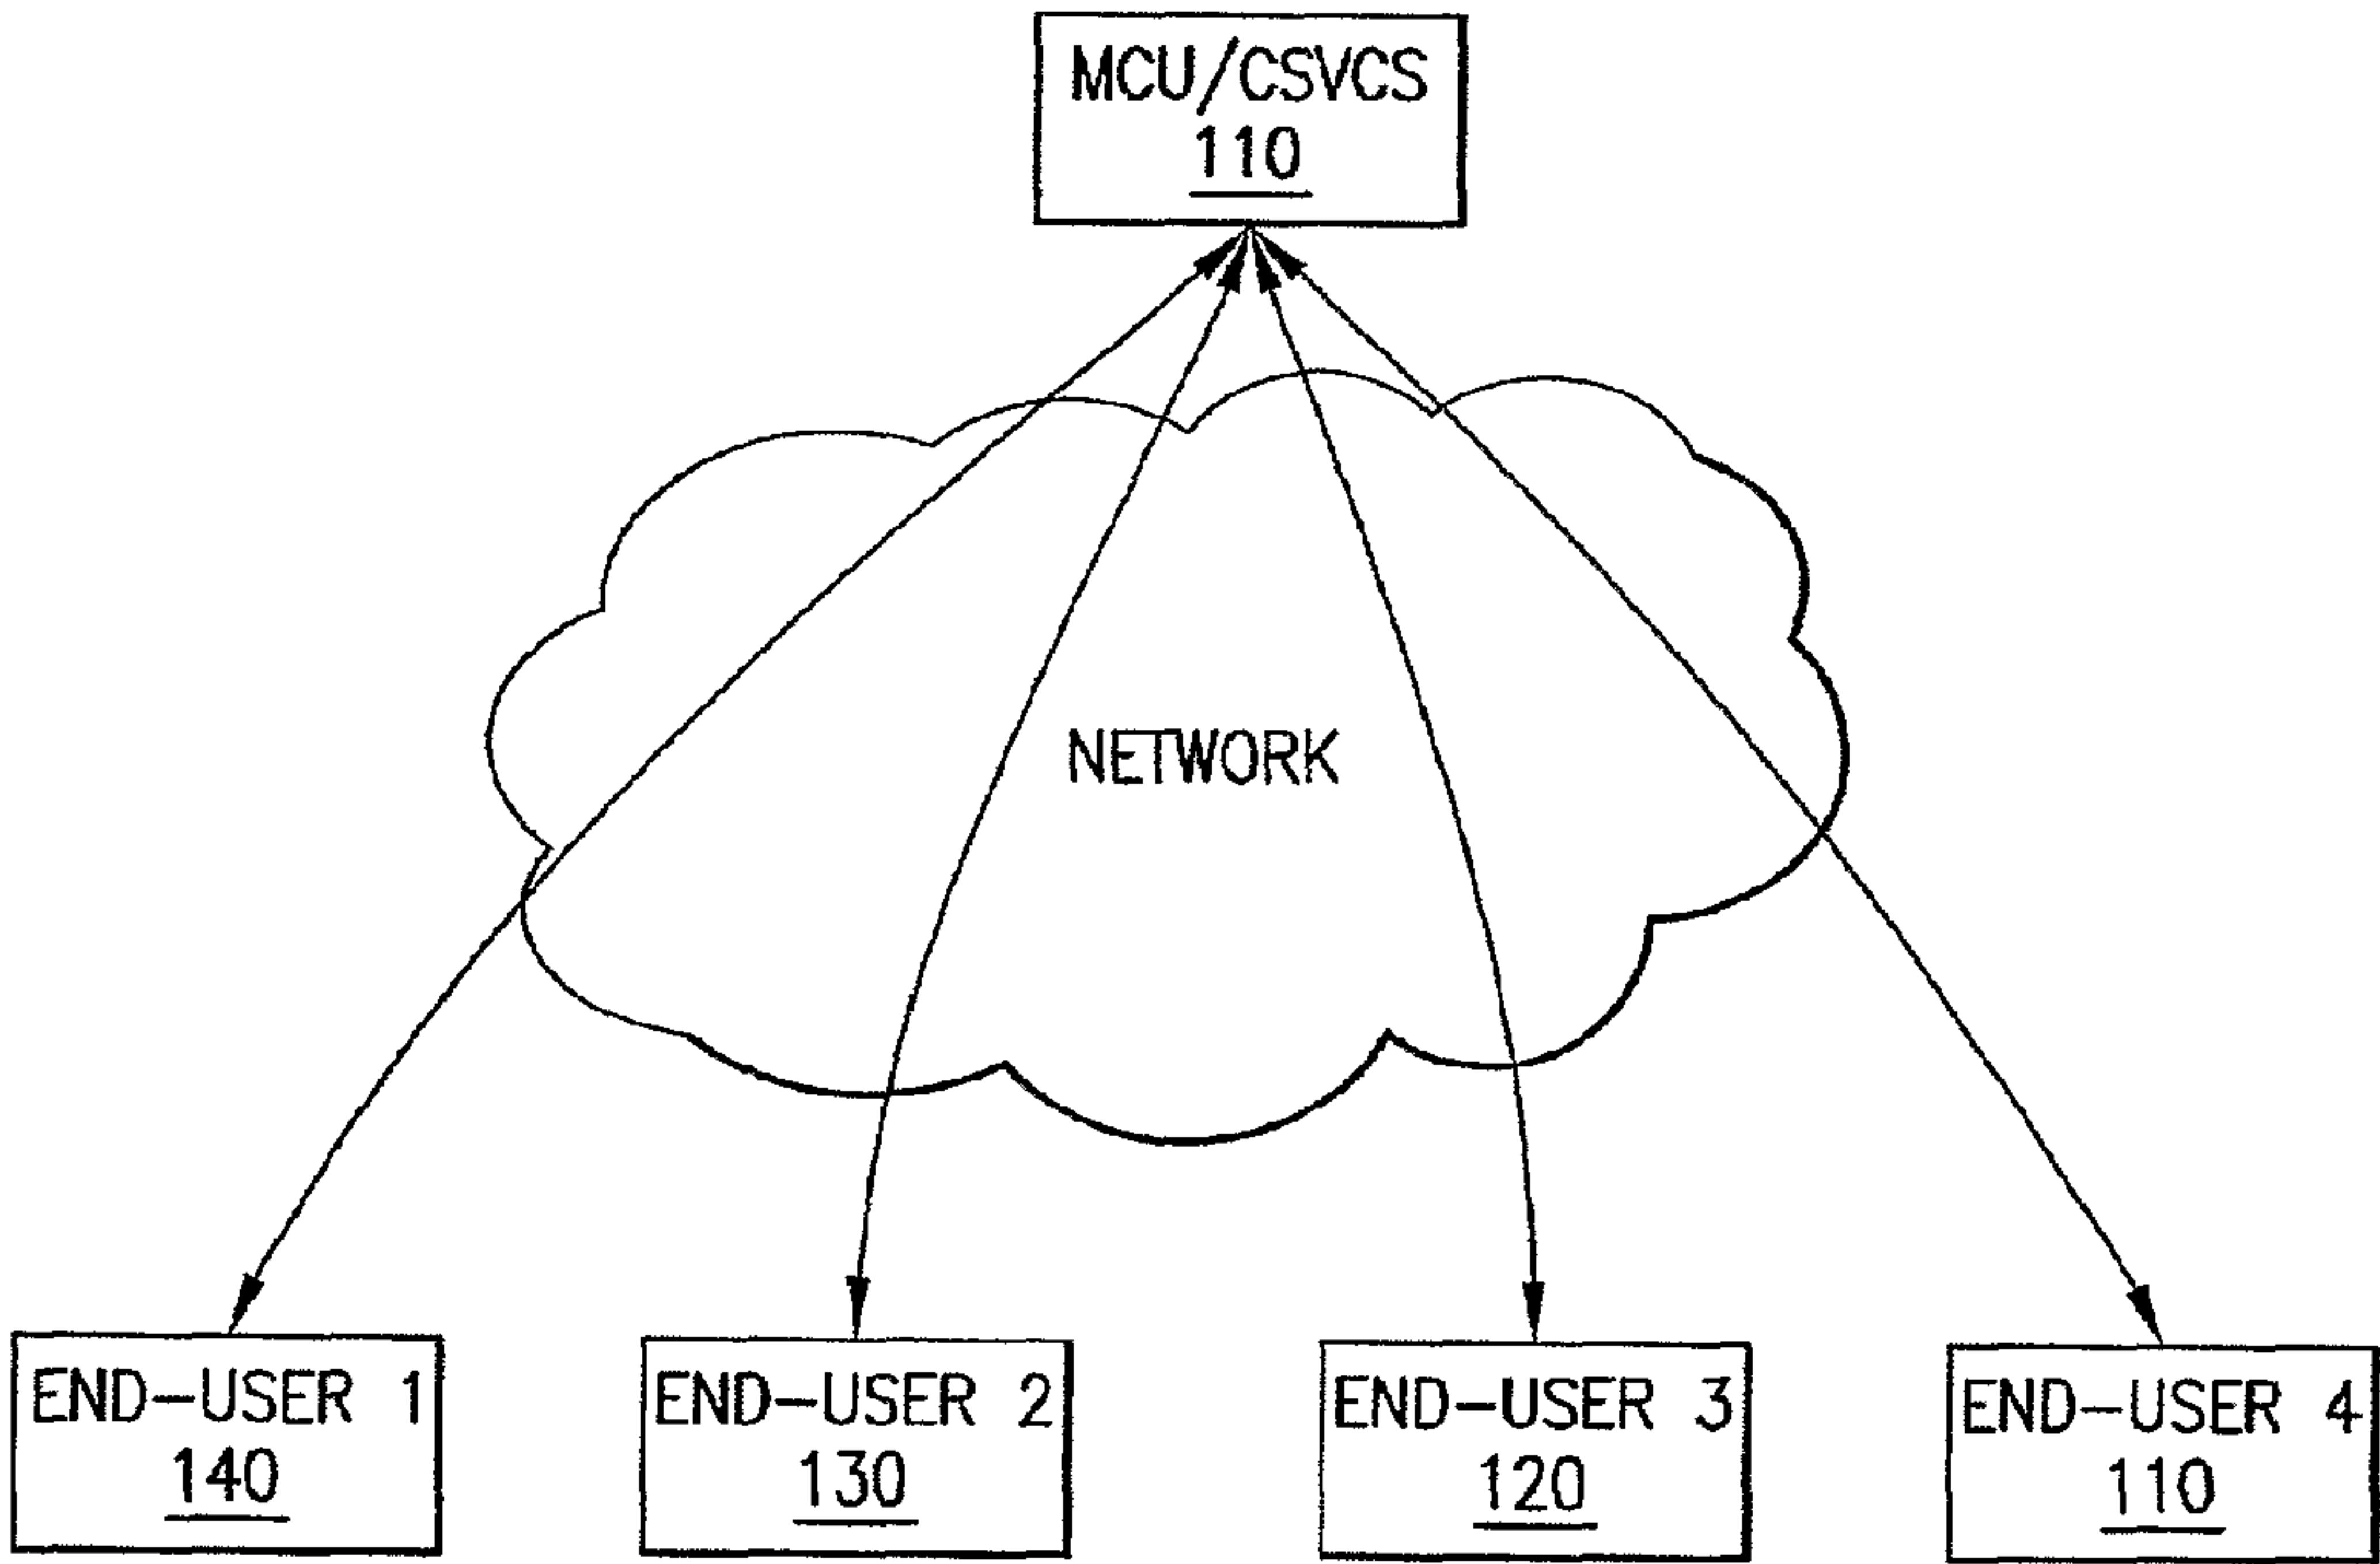 MCU/CSVCS
110
NETWORK
END-USER 1
140
END-USER 2
130
END-USER 3
120
END-USER 4
110